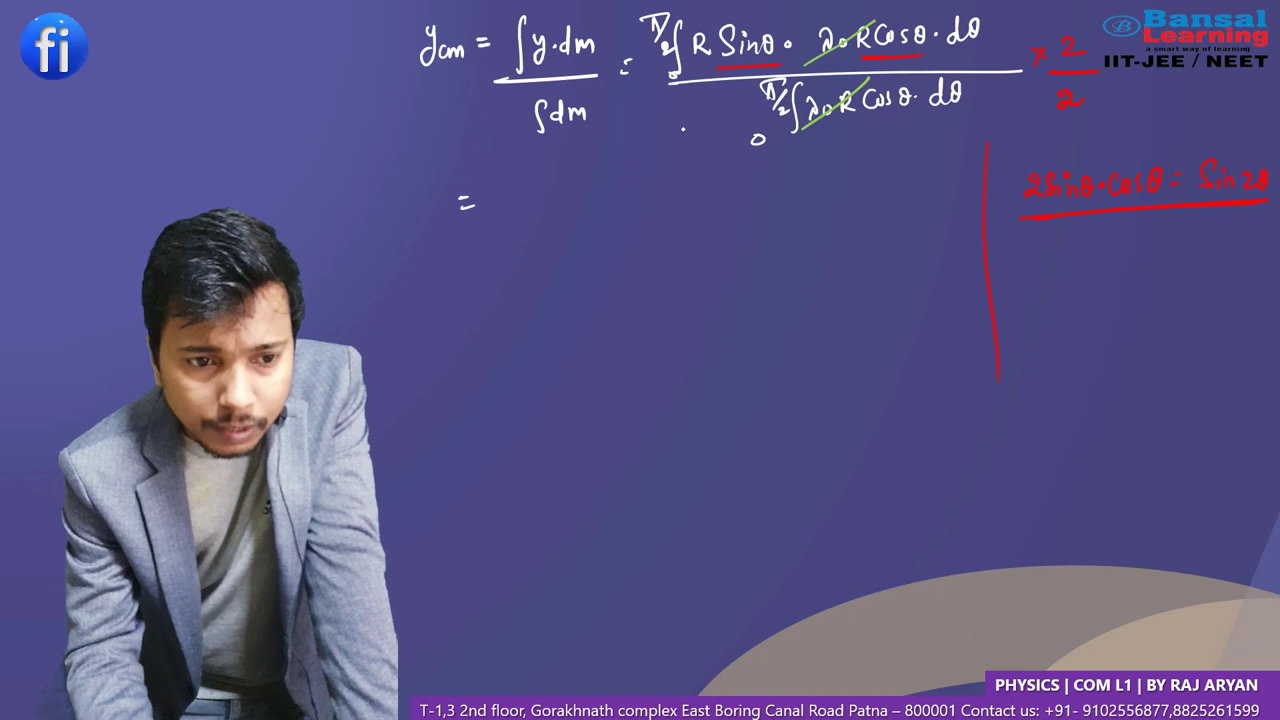 fi
y_cm = ∫y·dm / ∫dm = ∫₀^(π/2) R Sinθ · λ₀ R Cosθ · dθ / ∫₀^(π/2) λ₀ R Cosθ · dθ × 2/2
2Sinθ·Cosθ = Sin2θ
=
B Bansal Learning
a smart way of learning
IIT-JEE / NEET
PHYSICS | COM L1 | BY RAJ ARYAN
T-1,3 2nd floor, Gorakhnath complex East Boring Canal Road Patna – 800001 Contact us: +91- 9102556877,8825261599